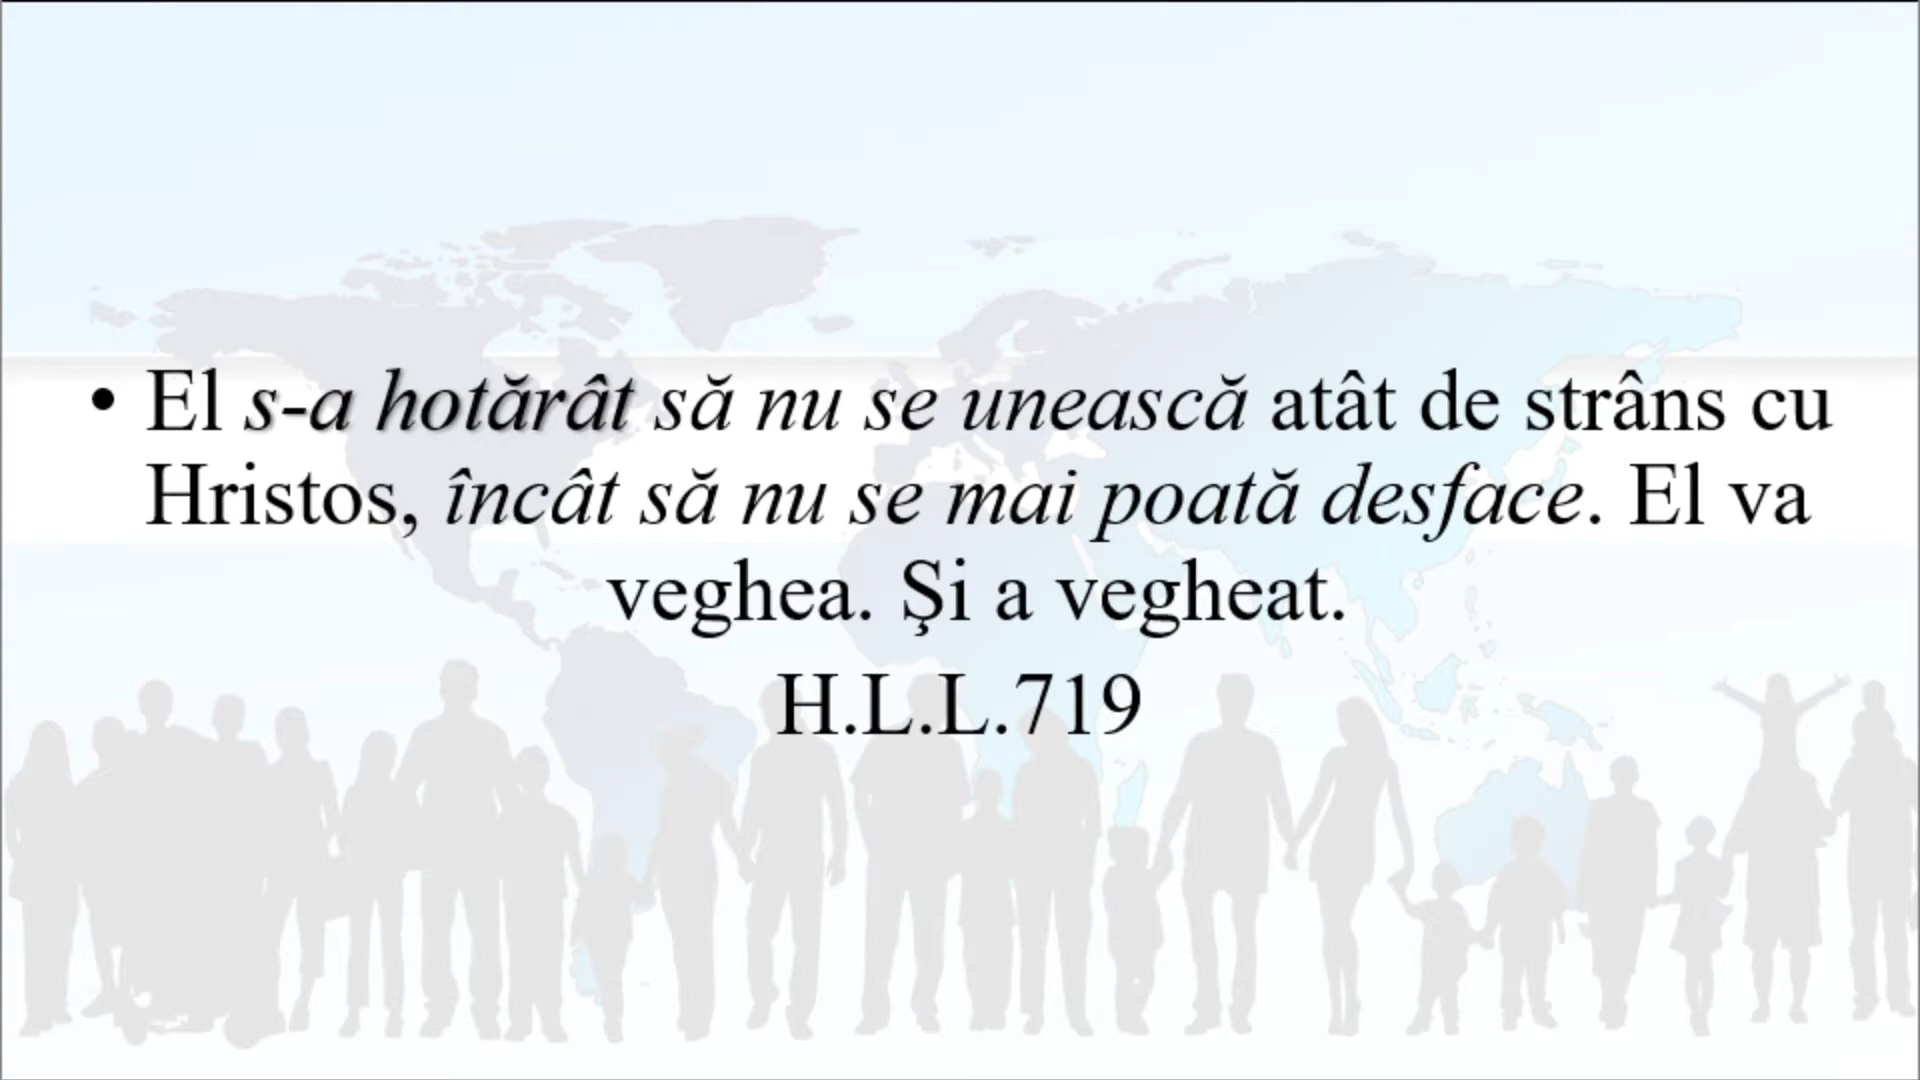 • El s-a hotărât să nu se unească atât de strâns cu
Hristos, încât să nu se mai poată desface. El va
veghea. Şi a vegheat.
H.L.L.719